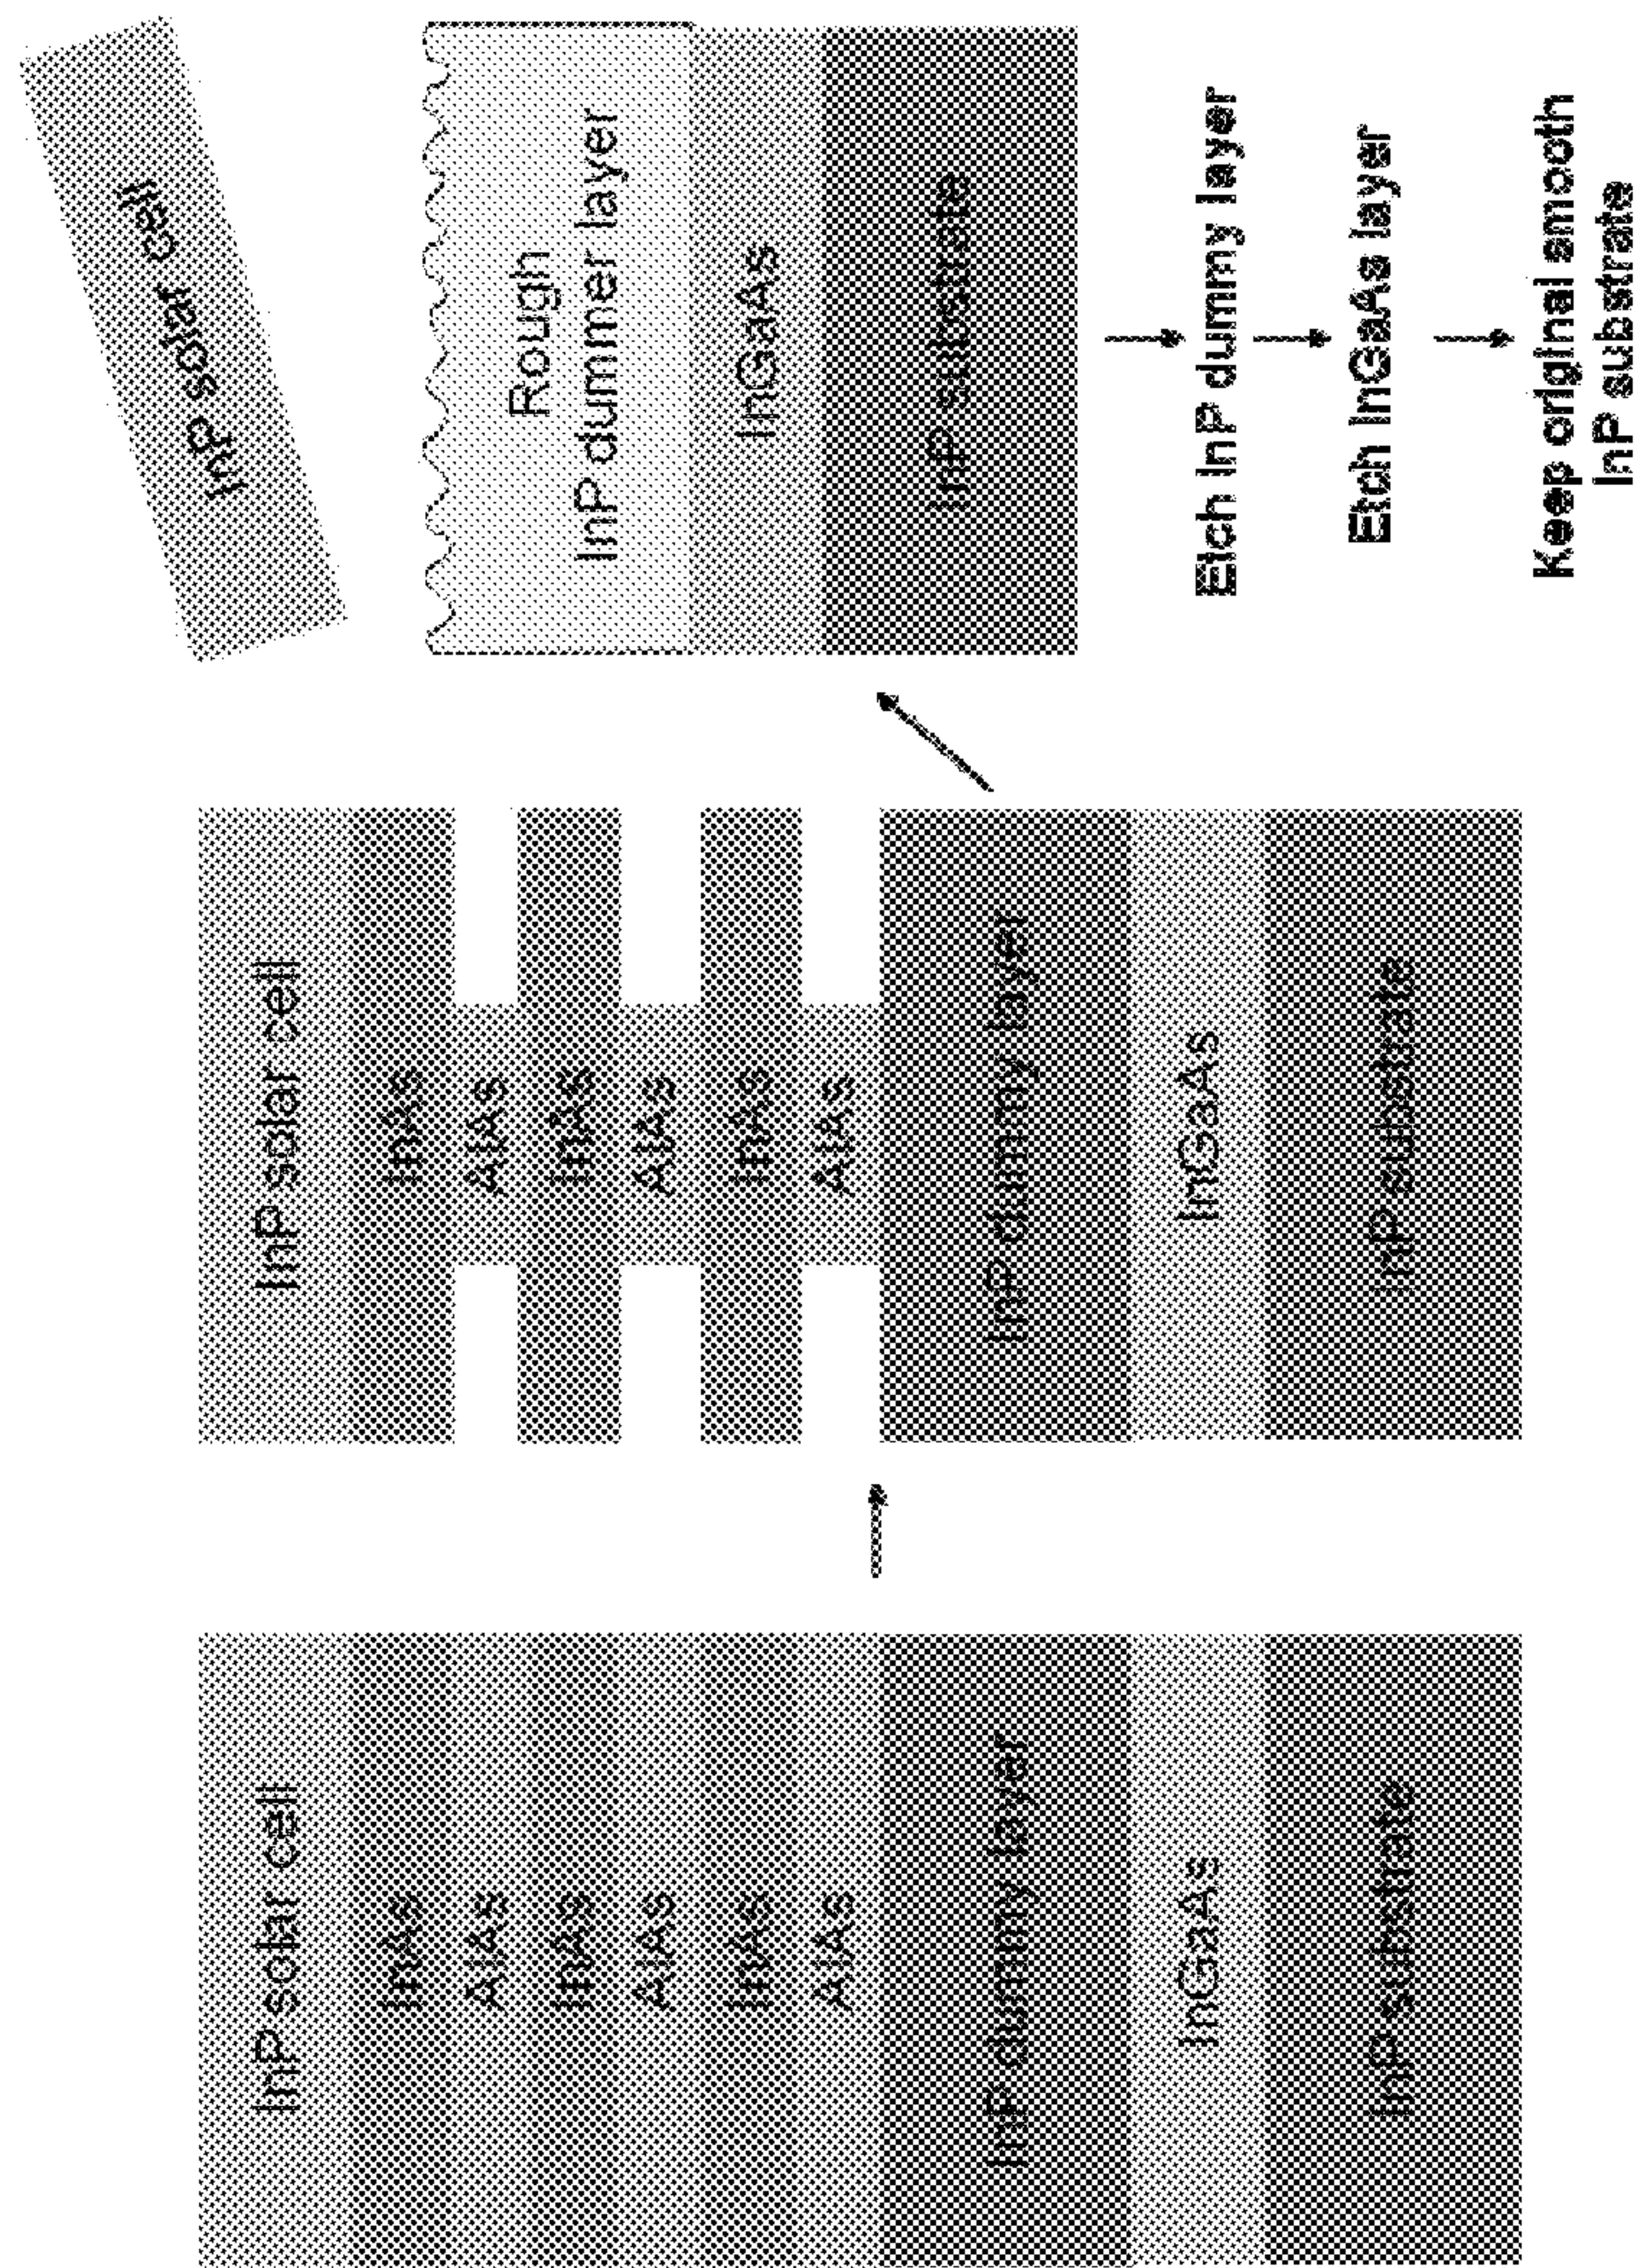 InP solar cell
InAs
AlAs
InAs
AlAs
InAs
AlAs
InP dummy layer
InGaAs
InP substrate
InP solar cell
InAs
AlAs
InAs
AlAs
InAs
AlAs
InP dummy layer
InGaAs
InP substrate
InP solar cell
Rough
InP dummer layer
InGaAs
InP substrate
Etch InP dummy layer
Etch InGaAs layer
Keep original smooth
InP substrate